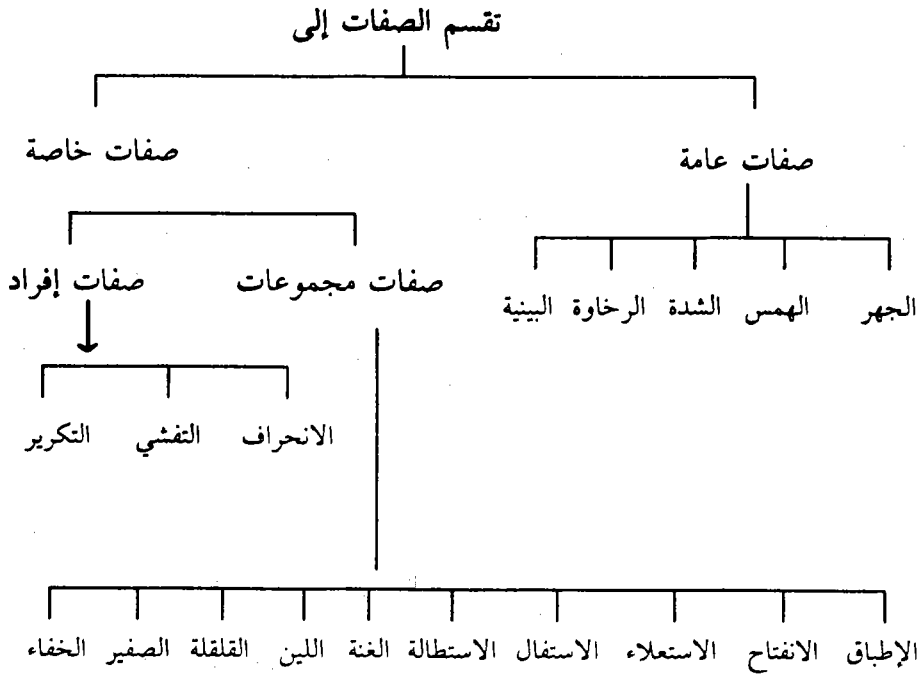 تقسم الصفات إلى
صفات عامة
صفات خاصة
صفات مجموعات
صفات إفراد
الجهر
الهمس
الشدة
الرخاوة
البينية
الانحراف
التفشي
التكرير
الإطباق
الانفتاح
الاستعلاء
الاستفال
الاستطالة
الغنة
اللين
القلقلة
الصفير
الخفاء